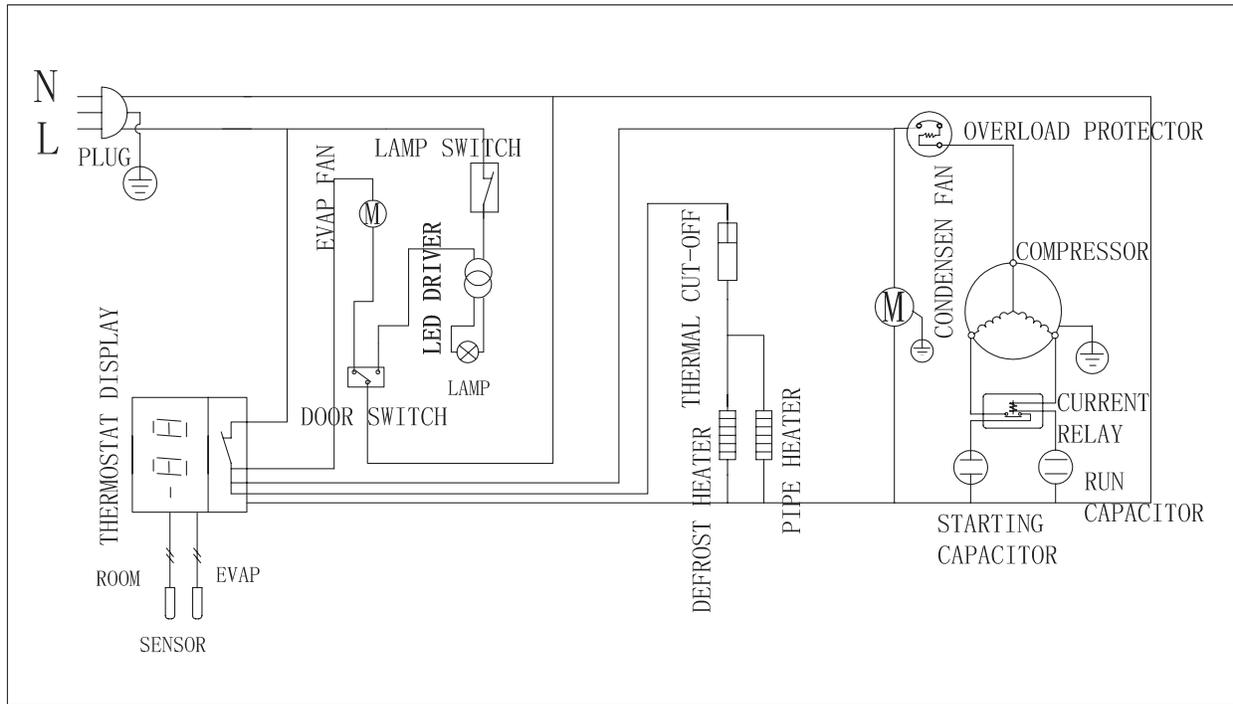 N
L
PLUG
LAMP SWITCH
EVAP FAN
M
LED DRIVER
LAMP
DOOR SWITCH
THERMOSTAT DISPLAY
ROOM
EVAP
SENSOR
THERMAL CUT-OFF
DEFROST HEATER
PIPE HEATER
OVERLOAD PROTECTOR
CONDENSEN FAN
M
COMPRESSOR
CURRENT
RELAY
RUN
CAPACITOR
STARTING
CAPACITOR